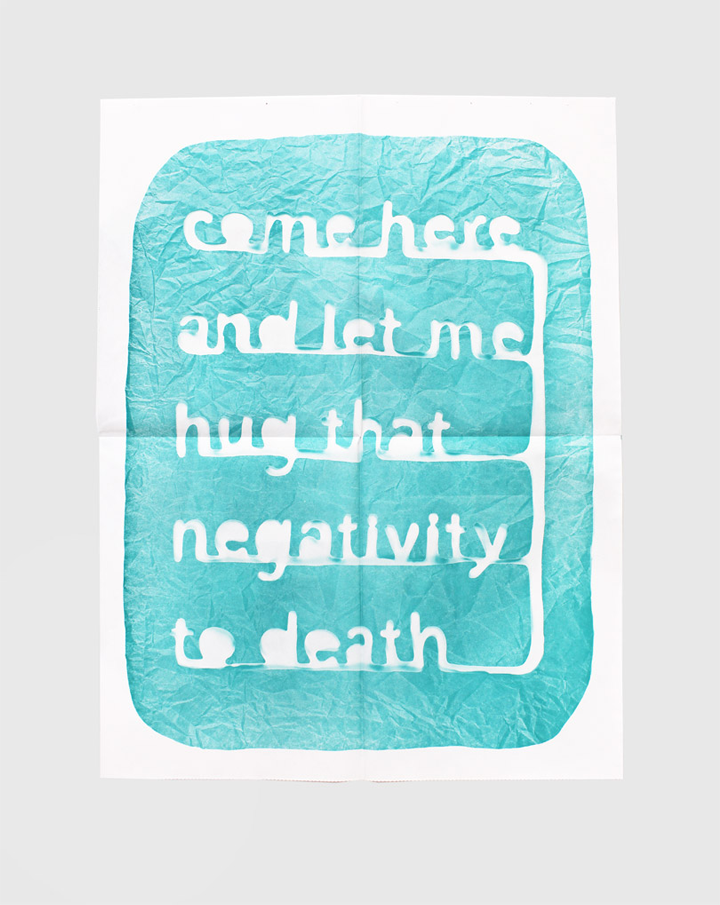 come here
and let me
hug that
negativity
to death